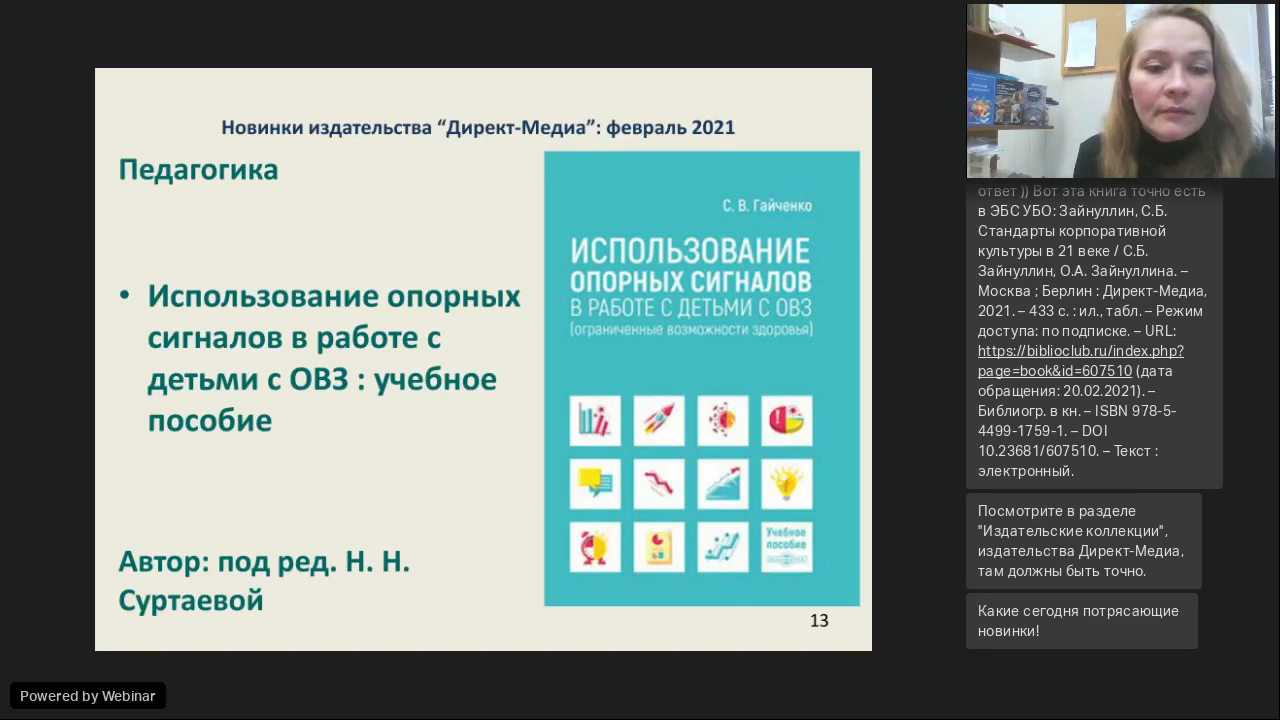 Новинки издательства “Директ-Медиа”: февраль 2021
Педагогика
• Использование опорных
сигналов в работе с
детьми с ОВЗ : учебное
пособие
Автор: под ред. Н. Н.
Суртаевой
С. В. Гайченко
ИСПОЛЬЗОВАНИЕ
ОПОРНЫХ СИГНАЛОВ
В РАБОТЕ С ДЕТЬМИ С ОВЗ
(ограниченные возможности здоровья)
Учебное
пособие
13
ответ )) Вот эта книга точно есть
в ЭБС УБО: Зайнуллин, С.Б.
Стандарты корпоративной
культуры в 21 веке / С.Б.
Зайнуллин, О.А. Зайнуллина. –
Москва ; Берлин : Директ-Медиа,
2021. – 433 с. : ил., табл. – Режим
доступа: по подписке. – URL:
https://biblioclub.ru/index.php?
page=book&id=607510 (дата
обращения: 20.02.2021). –
Библиогр. в кн. – ISBN 978-5-
4499-1759-1. – DOI
10.23681/607510. – Текст :
электронный.
Посмотрите в разделе
"Издательские коллекции",
издательства Директ-Медиа,
там должны быть точно.
Какие сегодня потрясающие
новинки!
Powered by Webinar